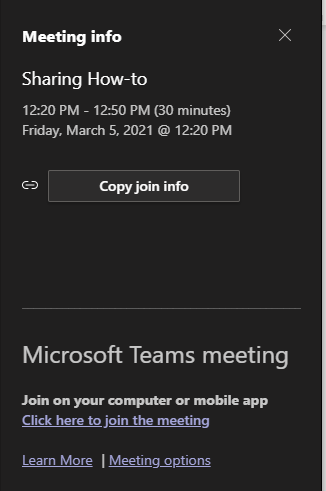 Meeting info
Sharing How-to
12:20 PM - 12:50 PM (30 minutes)
Friday, March 5, 2021 @ 12:20 PM
Copy join info
Microsoft Teams meeting
Join on your computer or mobile app
Click here to join the meeting
Learn More | Meeting options